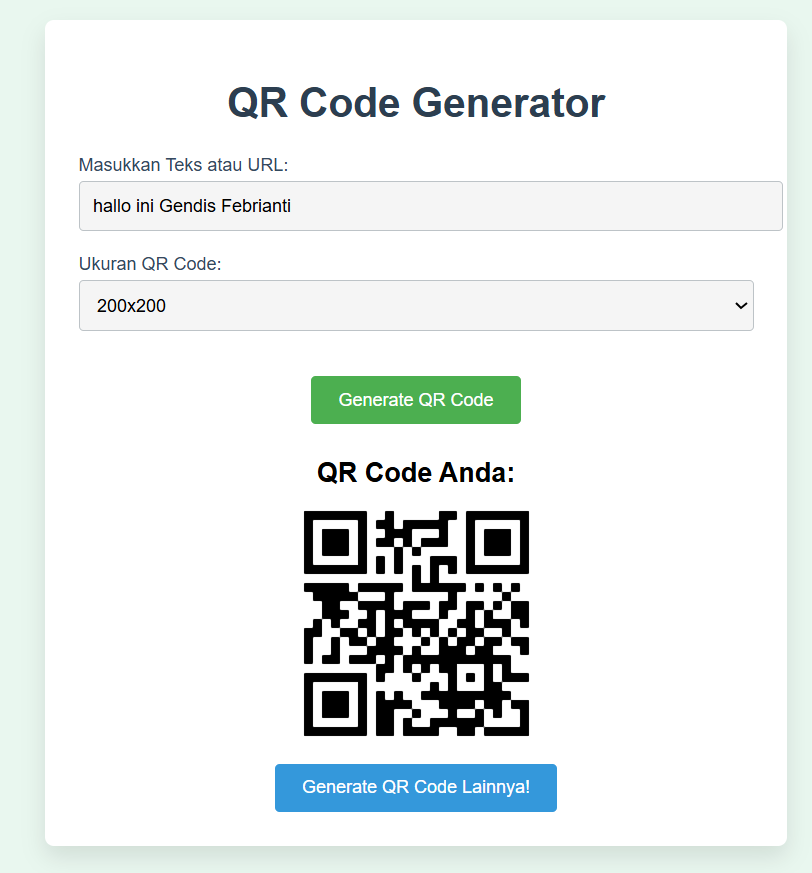 QR Code Generator
Masukkan Teks atau URL:
hallo ini Gendis Febrianti
Ukuran QR Code:
200x200
Generate QR Code
QR Code Anda:
Generate QR Code Lainnya!